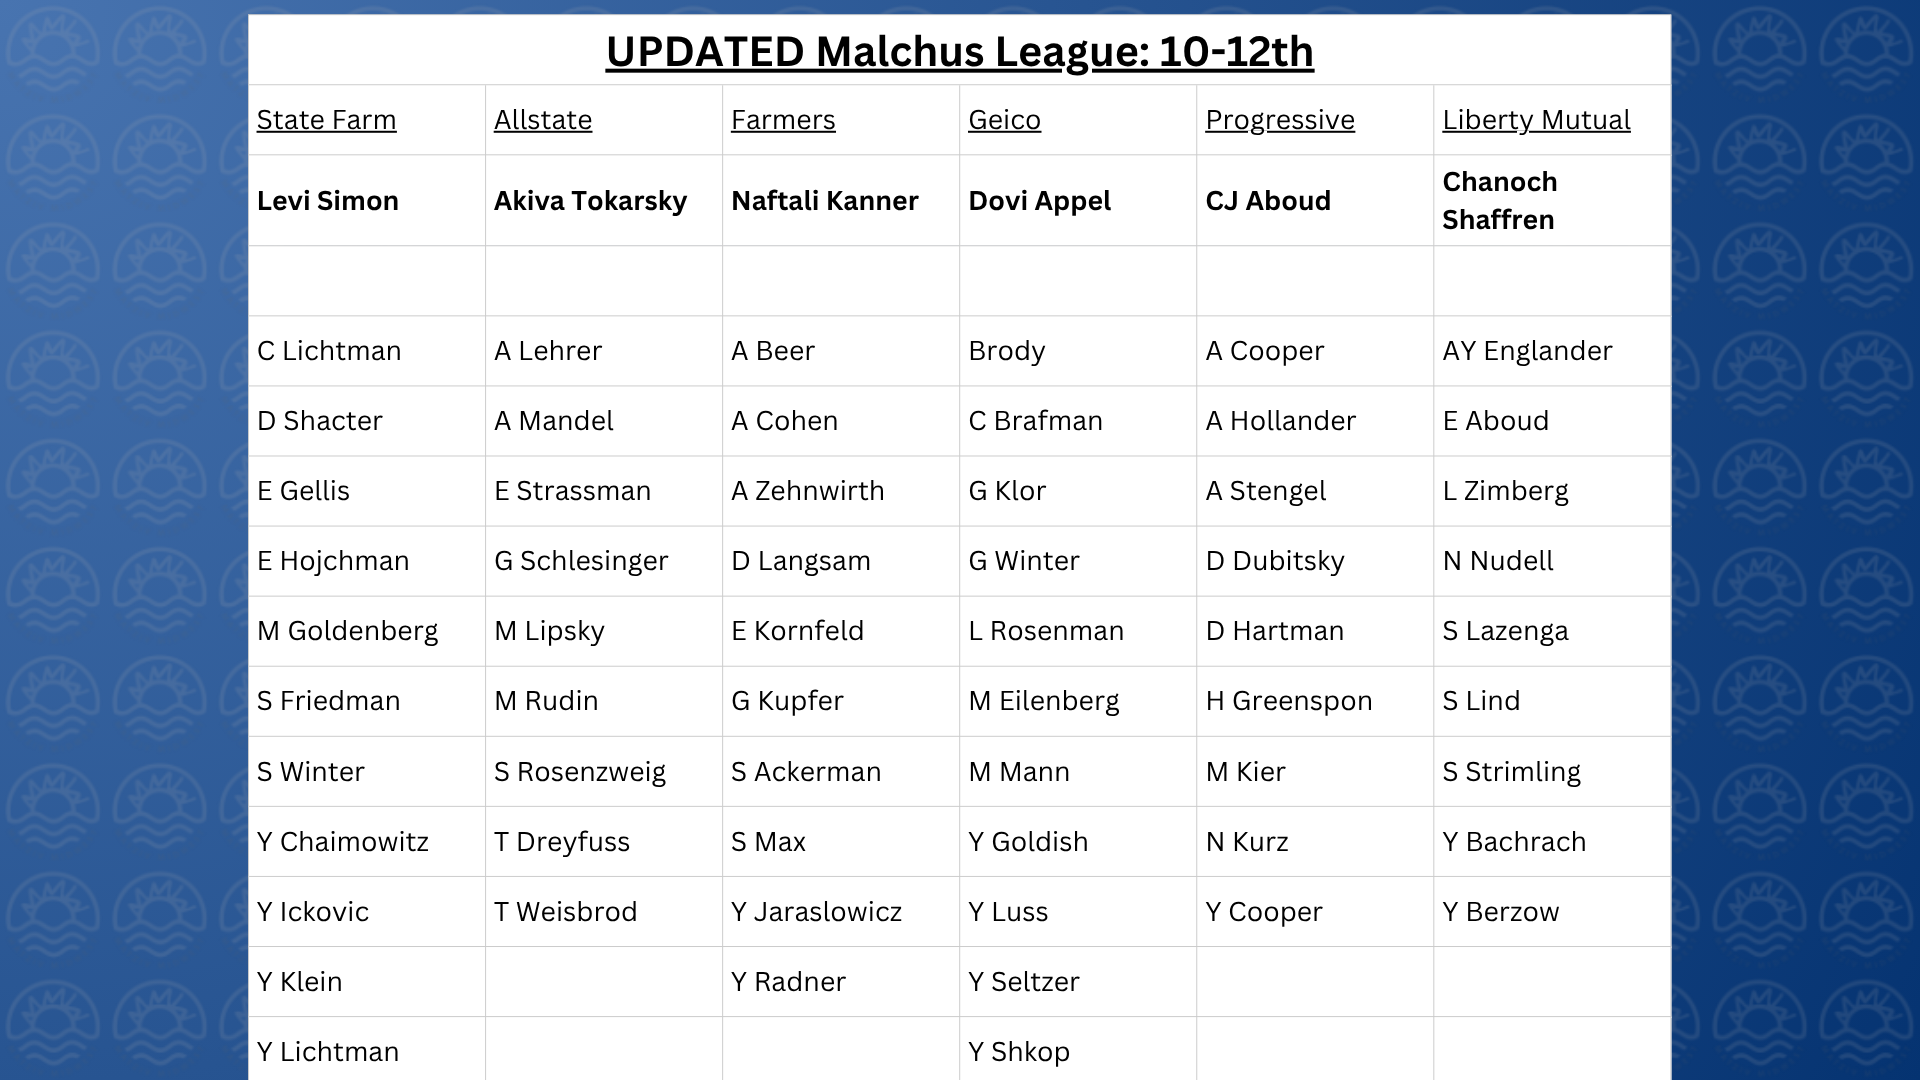 UPDATED Malchus League: 10-12th
State Farm Allstate Farmers Geico Progressive Liberty Mutual
Levi Simon Akiva Tokarsky Naftali Kanner Dovi Appel CJ Aboud Chanoch
Shaffren
C Lichtman A Lehrer A Beer Brody A Cooper AY Englander
D Shacter A Mandel A Cohen C Brafman A Hollander E Aboud
E Gellis E Strassman A Zehnwirth G Klor A Stengel L Zimberg
E Hojchman G Schlesinger D Langsam G Winter D Dubitsky N Nudell
M Goldenberg M Lipsky E Kornfeld L Rosenman D Hartman S Lazenga
S Friedman M Rudin G Kupfer M Eilenberg H Greenspon S Lind
S Winter S Rosenzweig S Ackerman M Mann M Kier S Strimling
Y Chaimowitz T Dreyfuss S Max Y Goldish N Kurz Y Bachrach
Y Ickovic T Weisbrod Y Jaraslowicz Y Luss Y Cooper Y Berzow
Y Klein Y Radner Y Seltzer
Y Lichtman Y Shkop